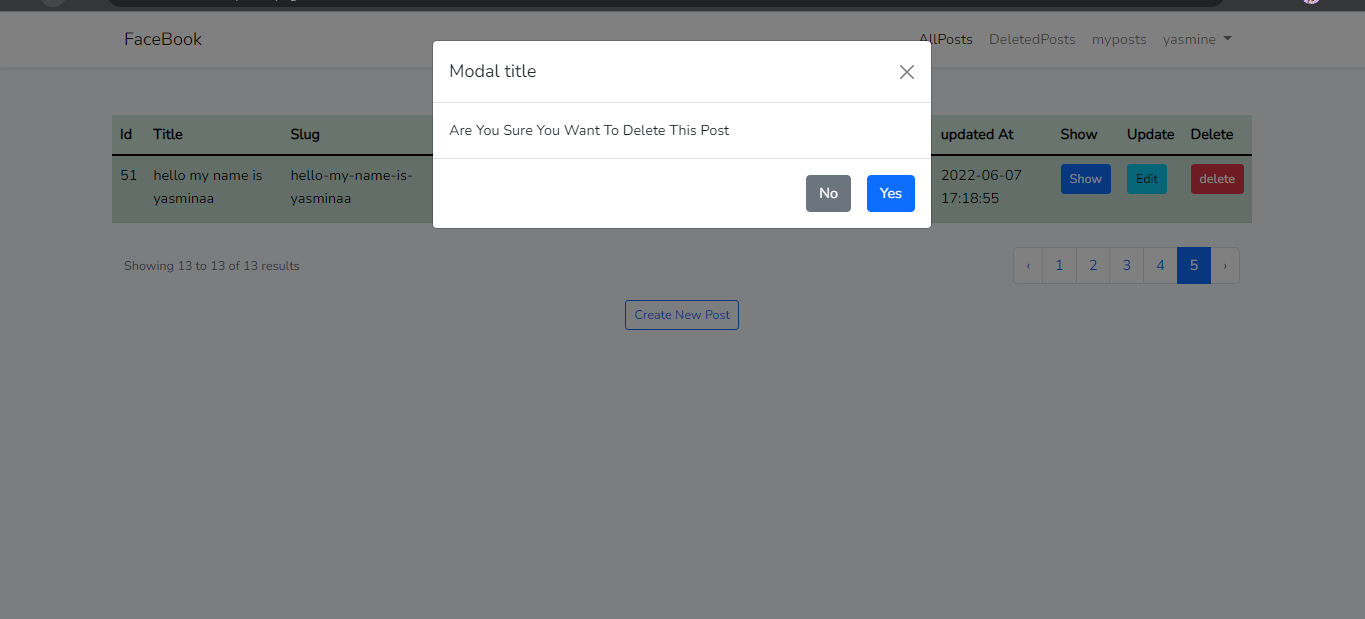 FaceBook
AllPosts DeletedPosts myposts yasmine
Modal title
Are You Sure You Want To Delete This Post
No Yes
Id Title Slug updated At Show Update Delete
51 hello my name is hello-my-name-is- 2022-06-07 Show Edit delete
yasminaa yasminaa 17:18:55
Showing 13 to 13 of 13 results
‹ 1 2 3 4 5 ›
Create New Post